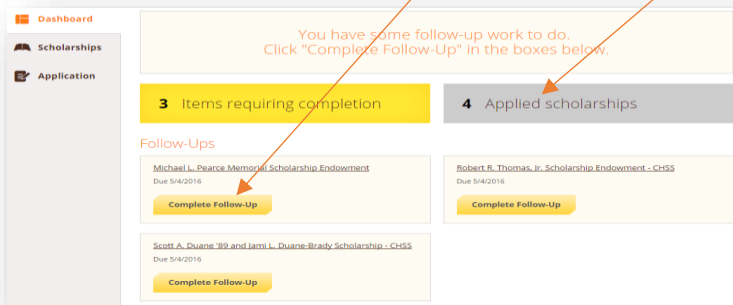 Dashboard
Scholarships
Application
You have some follow-up work to do.
Click "Complete Follow-Up" in the boxes below.
3 Items requiring completion
4 Applied scholarships
Follow-Ups
Michael L. Pearce Memorial Scholarship Endowment
Due 5/4/2016
Complete Follow-Up
Robert R. Thomas, Jr. Scholarship Endowment - CHSS
Due 5/4/2016
Complete Follow-Up
Scott A. Duane '89 and Jami L. Duane-Brady Scholarship - CHSS
Due 5/4/2016
Complete Follow-Up